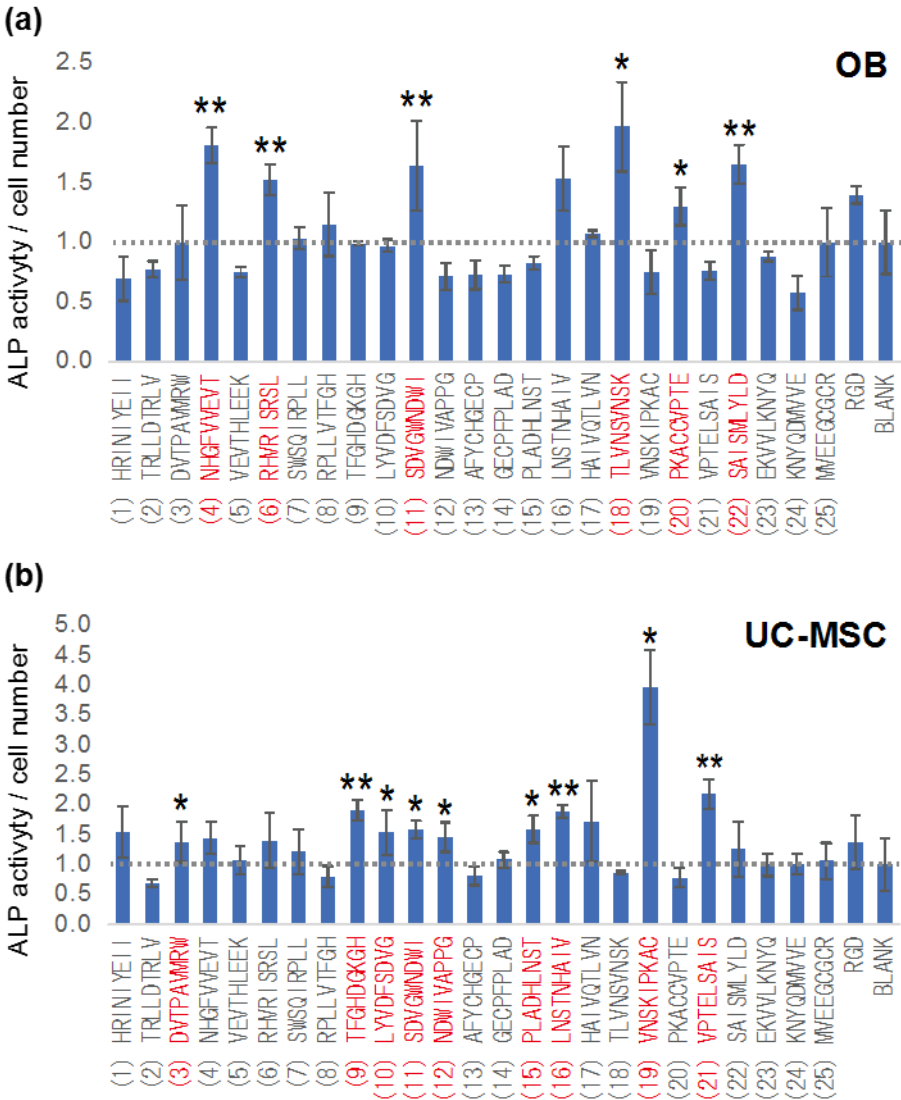 (a)
OB
ALP activyty / cell number
2.5
2.0
1.5
1.0
0.5
0.0
** ** ** * * **
(1) HRINIYEII
(2) TRLLDTRLV
(3) DVTPAVMRW
(4) NHGFVVEVT
(5) VEVTHLEEK
(6) RHVRISRSL
(7) SWSQIRPLL
(8) RPLLVTFGH
(9) TFGHDGKGH
(10) LYVDFSDVG
(11) SDVGWNDWI
(12) NDWIVAPPG
(13) AFYCHGECP
(14) GECPFPLAD
(15) PLADHLNST
(16) LNSTNHAIV
(17) HAIVQTLVN
(18) TLVNSVNSK
(19) VNSKIPKAC
(20) PKACCVPTE
(21) VPTELSAIS
(22) SAISMLYLD
(23) EKVVLKNYQ
(24) KNYQDMVVE
(25) MVEEGCGCR
RGD
BLANK
(b)
UC-MSC
ALP activyty / cell number
5.0
4.5
4.0
3.5
3.0
2.5
2.0
1.5
1.0
0.5
0.0
* ** * * * * ** * **
(1) HRINIYEII
(2) TRLLDTRLV
(3) DVTPAVMRW
(4) NHGFVVEVT
(5) VEVTHLEEK
(6) RHVRISRSL
(7) SWSQIRPLL
(8) RPLLVTFGH
(9) TFGHDGKGH
(10) LYVDFSDVG
(11) SDVGWNDWI
(12) NDWIVAPPG
(13) AFYCHGECP
(14) GECPFPLAD
(15) PLADHLNST
(16) LNSTNHAIV
(17) HAIVQTLVN
(18) TLVNSVNSK
(19) VNSKIPKAC
(20) PKACCVPTE
(21) VPTELSAIS
(22) SAISMLYLD
(23) EKVVLKNYQ
(24) KNYQDMVVE
(25) MVEEGCGCR
RGD
BLANK